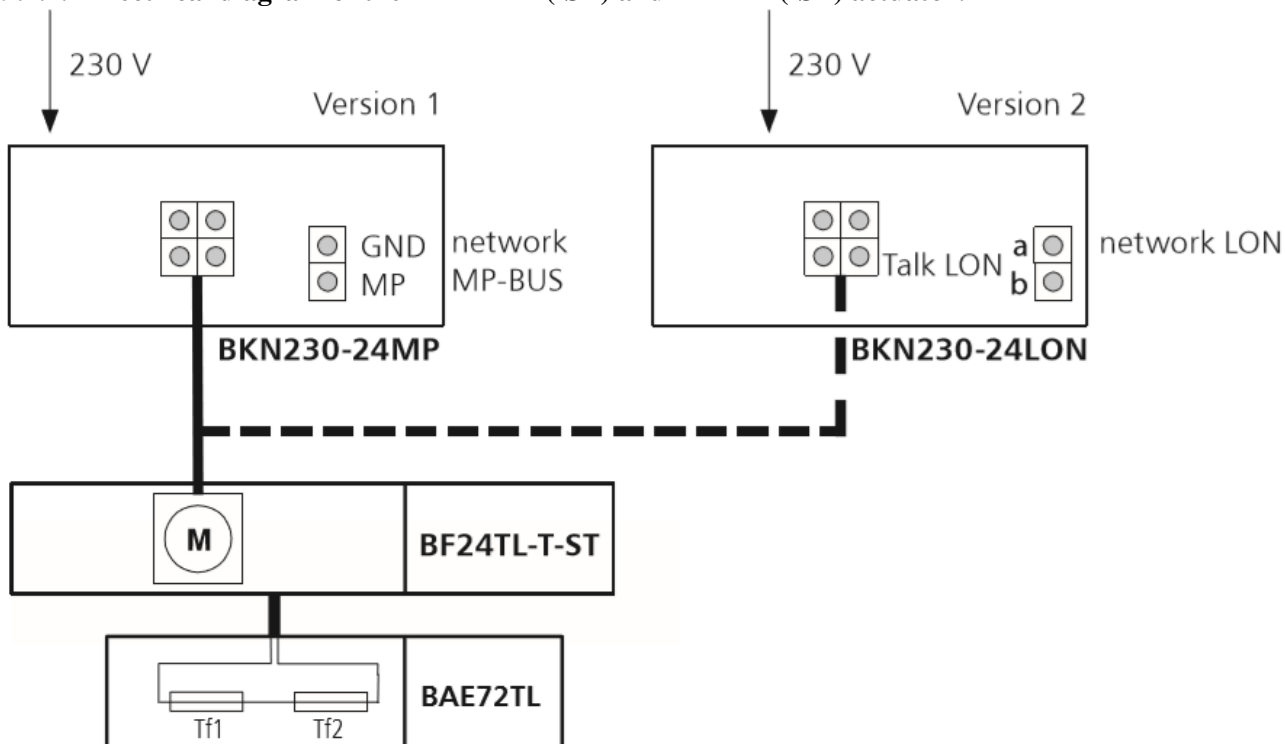 230 V
230 V
Version 1
Version 2
GND
MP
network
MP-BUS
Talk LON
a
b
network LON
BKN230-24MP
BKN230-24LON
M
BF24TL-T-ST
BAE72TL
Tf1
Tf2